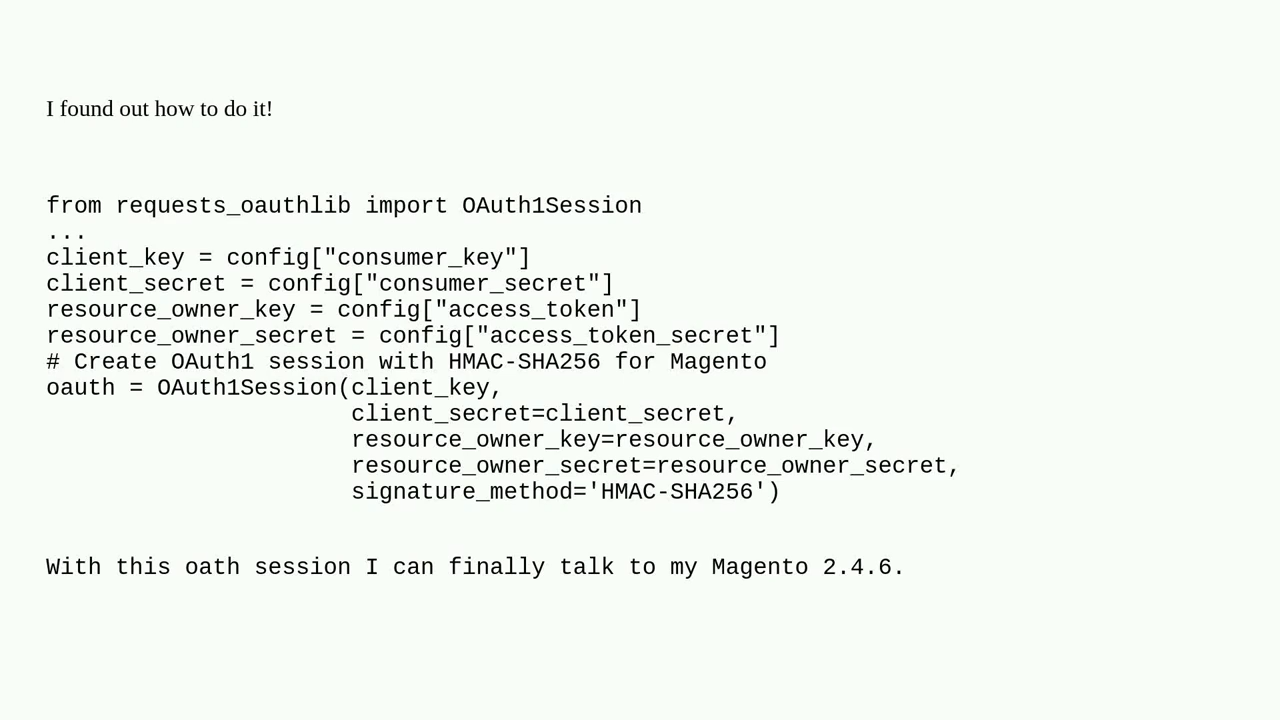 I found out how to do it!
from requests_oauthlib import OAuth1Session
...
client_key = config["consumer_key"]
client_secret = config["consumer_secret"]
resource_owner_key = config["access_token"]
resource_owner_secret = config["access_token_secret"]
# Create OAuth1 session with HMAC-SHA256 for Magento
oauth = OAuth1Session(client_key,
                      client_secret=client_secret,
                      resource_owner_key=resource_owner_key,
                      resource_owner_secret=resource_owner_secret,
                      signature_method='HMAC-SHA256')
With this oath session I can finally talk to my Magento 2.4.6.